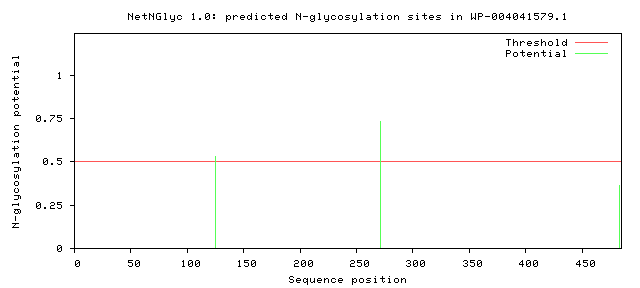 NetNGlyc 1.0: predicted N-glycosylation sites in WP-004041579.1
Threshold
Potential
N-glycosylation potential
1
0.75
0.5
0.25
0
0 50 100 150 200 250 300 350 400 450
Sequence position